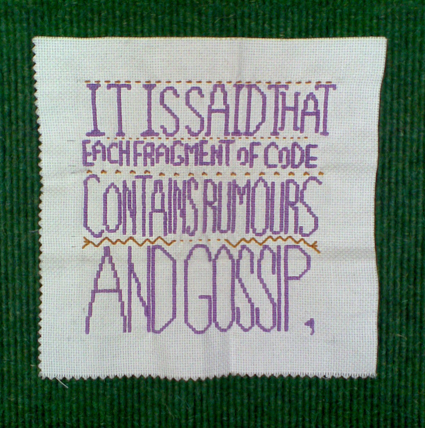 IT IS SAID THAT
EACH FRAGMENT OF CODE
CONTAINS RUMOURS
AND GOSSIP.